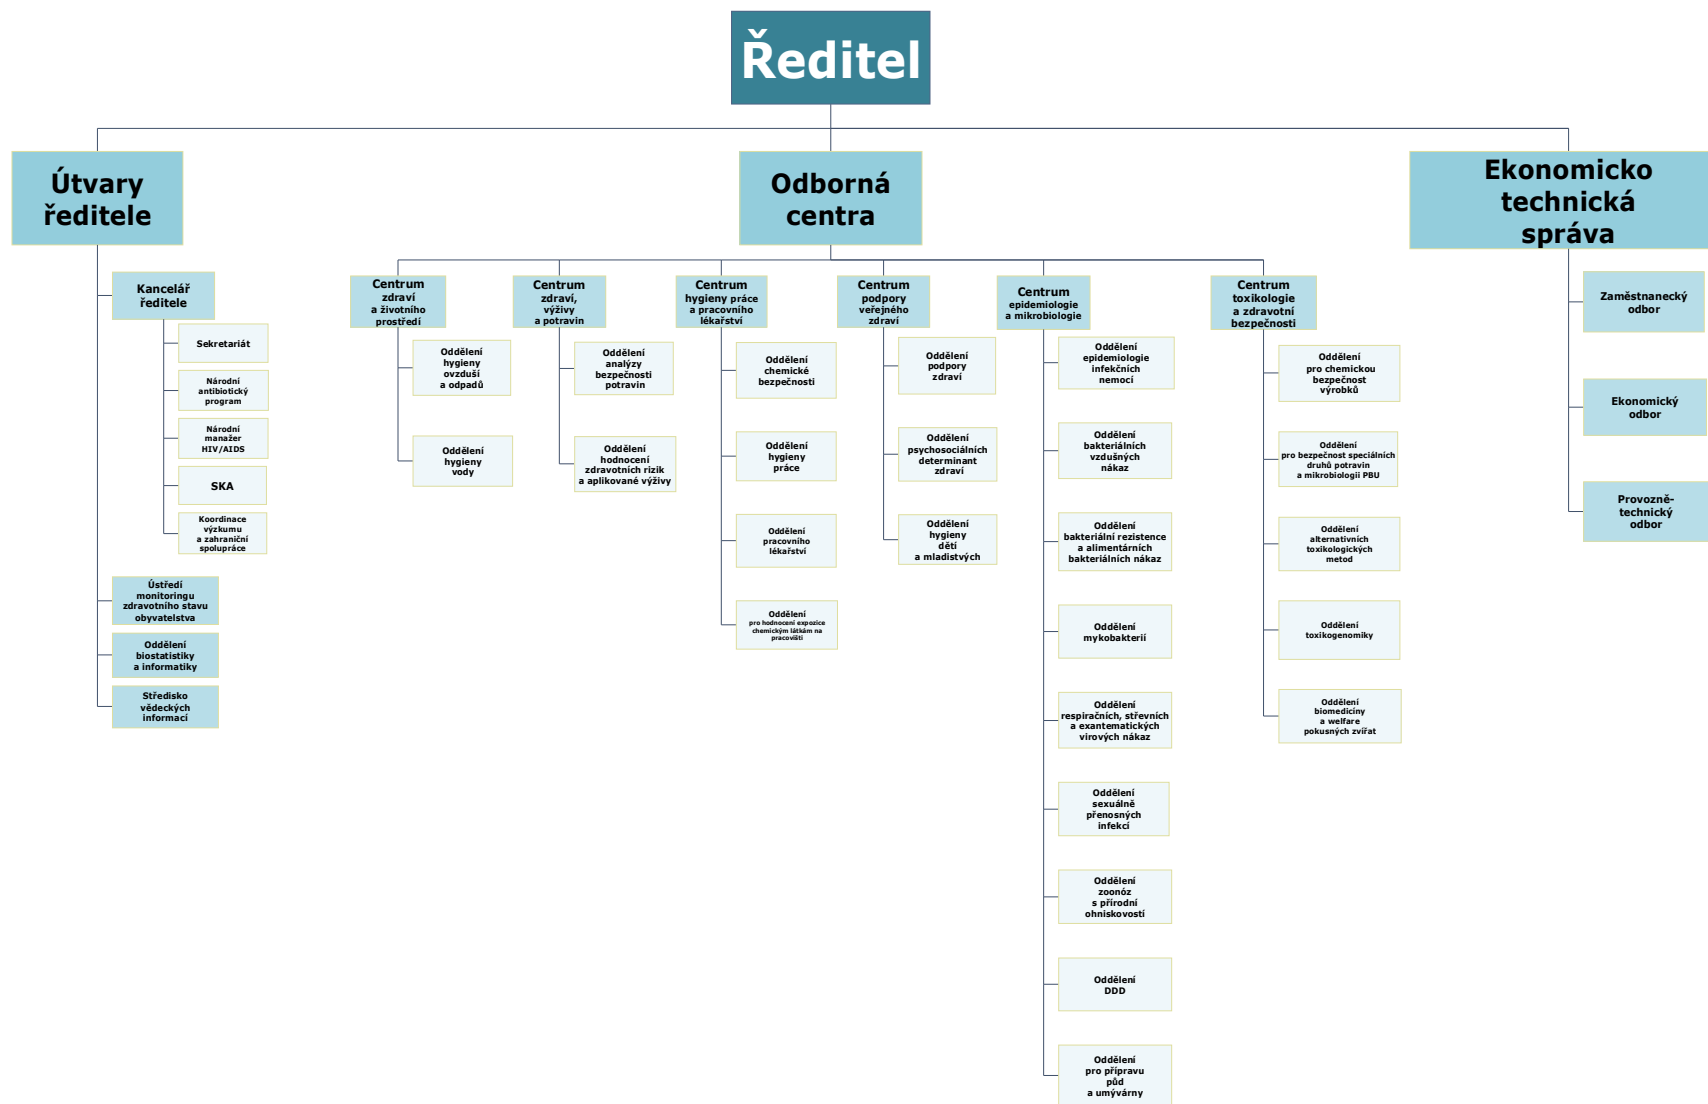 Ředitel
Útvary
ředitele
Kancelář
ředitele
Sekretariát
Národní
antibiotický
program
Národní
manažer
HIV/AIDS
SKA
Koordinace
výzkumu
a zahraniční
spolupráce
Ústředí
monitoringu
zdravotního stavu
obyvatelstva
Oddělení
biostatistiky
a informatiky
Středisko
vědeckých
informací
Odborná
centra
Centrum
zdraví
a životního
prostředí
Oddělení
hygieny
ovzduší
a odpadů
Oddělení
hygieny
vody
Centrum
zdraví,
výživy
a potravin
Oddělení
analýzy
bezpečnosti
potravin
Oddělení
hodnocení
zdravotních rizik
a aplikované výživy
Centrum
hygieny práce
a pracovního
lékařství
Oddělení
chemické
bezpečnosti
Oddělení
hygieny
práce
Oddělení
pracovního
lékařství
Oddělení
pro hodnocení expozice
chemickým látkám na
pracovišti
Centrum
podpory
veřejného
zdraví
Oddělení
podpory
zdraví
Oddělení
psychosociálních
determinant
zdraví
Oddělení
hygieny
dětí
a mladistvých
Centrum
epidemiologie
a mikrobiologie
Oddělení
epidemiologie
infekčních
nemocí
Oddělení
bakteriálních
vzdušných
nákaz
Oddělení
bakteriální rezistence
a alimentárních
bakteriálních nákaz
Oddělení
mykobakterií
Oddělení
respiračních, střevních
a exantematických
virových nákaz
Oddělení
sexuálně
přenosných
infekcí
Oddělení
zoonóz
s přírodní
ohniskovostí
Oddělení
DDD
Oddělení
pro přípravu
půd
a umývárny
Centrum
toxikologie
a zdravotní
bezpečnosti
Oddělení
pro chemickou
bezpečnost
výrobků
Oddělení
pro bezpečnost speciálních
druhů potravin
a mikrobiologii PBU
Oddělení
alternativních
toxikologických
metod
Oddělení
toxikogenomiky
Oddělení
biomedicíny
a welfare
pokusných zvířat
Ekonomicko
technická
správa
Zaměstnanecký
odbor
Ekonomický
odbor
Provozně-
technický
odbor